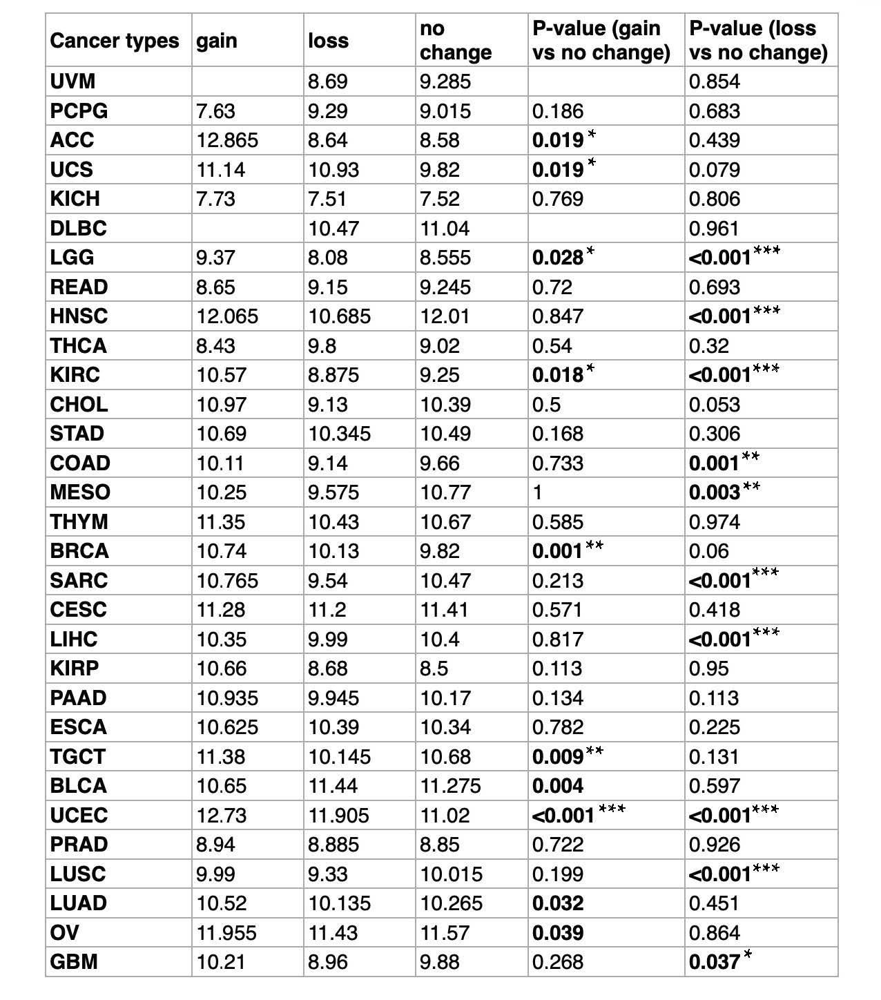 Cancer types gain loss no change P-value (gain vs no change) P-value (loss vs no change)
UVM 8.69 9.285 0.854
PCPG 7.63 9.29 9.015 0.186 0.683
ACC 12.865 8.64 8.58 0.019 * 0.439
UCS 11.14 10.93 9.82 0.019 * 0.079
KICH 7.73 7.51 7.52 0.769 0.806
DLBC 10.47 11.04 0.961
LGG 9.37 8.08 8.555 0.028 * <0.001 ***
READ 8.65 9.15 9.245 0.72 0.693
HNSC 12.065 10.685 12.01 0.847 <0.001 ***
THCA 8.43 9.8 9.02 0.54 0.32
KIRC 10.57 8.875 9.25 0.018 * <0.001 ***
CHOL 10.97 9.13 10.39 0.5 0.053
STAD 10.69 10.345 10.49 0.168 0.306
COAD 10.11 9.14 9.66 0.733 0.001 **
MESO 10.25 9.575 10.77 1 0.003 **
THYM 11.35 10.43 10.67 0.585 0.974
BRCA 10.74 10.13 9.82 0.001 ** 0.06
SARC 10.765 9.54 10.47 0.213 <0.001 ***
CESC 11.28 11.2 11.41 0.571 0.418
LIHC 10.35 9.99 10.4 0.817 <0.001 ***
KIRP 10.66 8.68 8.5 0.113 0.95
PAAD 10.935 9.945 10.17 0.134 0.113
ESCA 10.625 10.39 10.34 0.782 0.225
TGCT 11.38 10.145 10.68 0.009 ** 0.131
BLCA 10.65 11.44 11.275 0.004 0.597
UCEC 12.73 11.905 11.02 <0.001 *** <0.001 ***
PRAD 8.94 8.885 8.85 0.722 0.926
LUSC 9.99 9.33 10.015 0.199 <0.001 ***
LUAD 10.52 10.135 10.265 0.032 0.451
OV 11.955 11.43 11.57 0.039 0.864
GBM 10.21 8.96 9.88 0.268 0.037 *